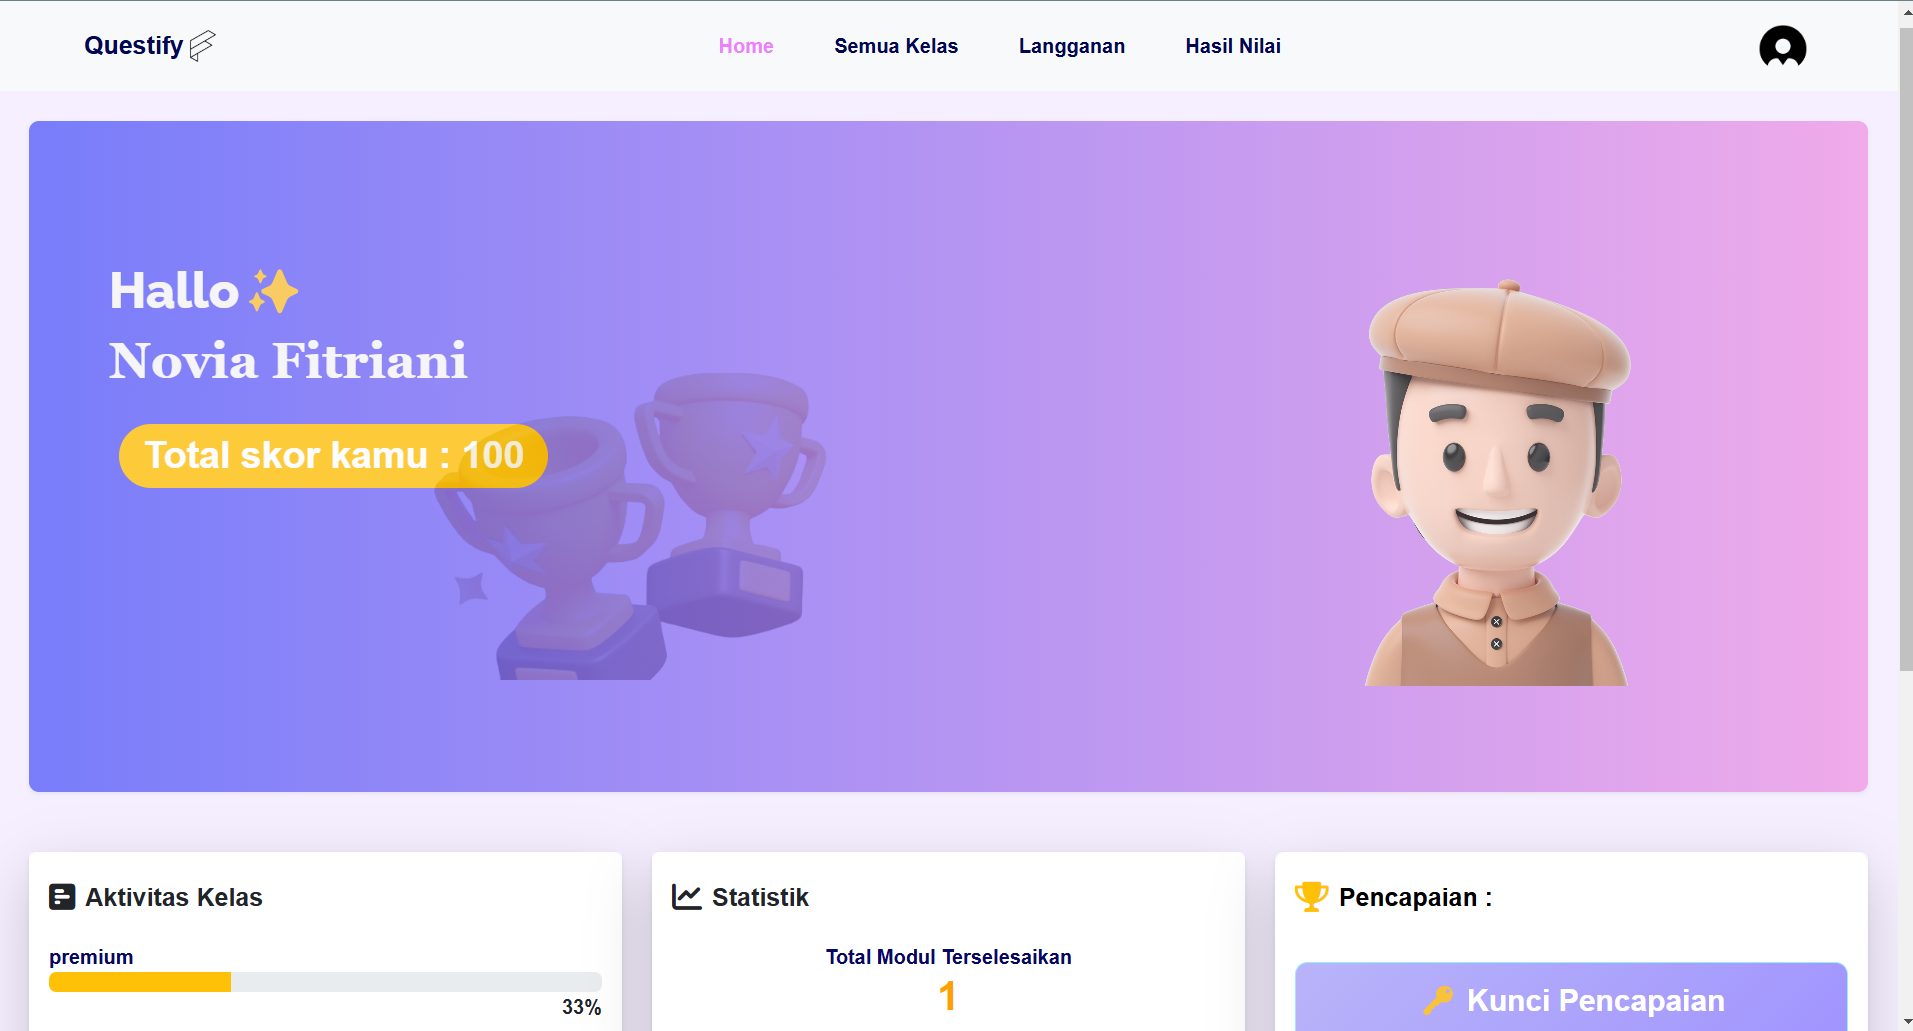 Questify
Home
Semua Kelas
Langganan
Hasil Nilai
Hallo
Novia Fitriani
Total skor kamu : 100
Aktivitas Kelas
premium
33%
Statistik
Total Modul Terselesaikan
1
Pencapaian :
Kunci Pencapaian